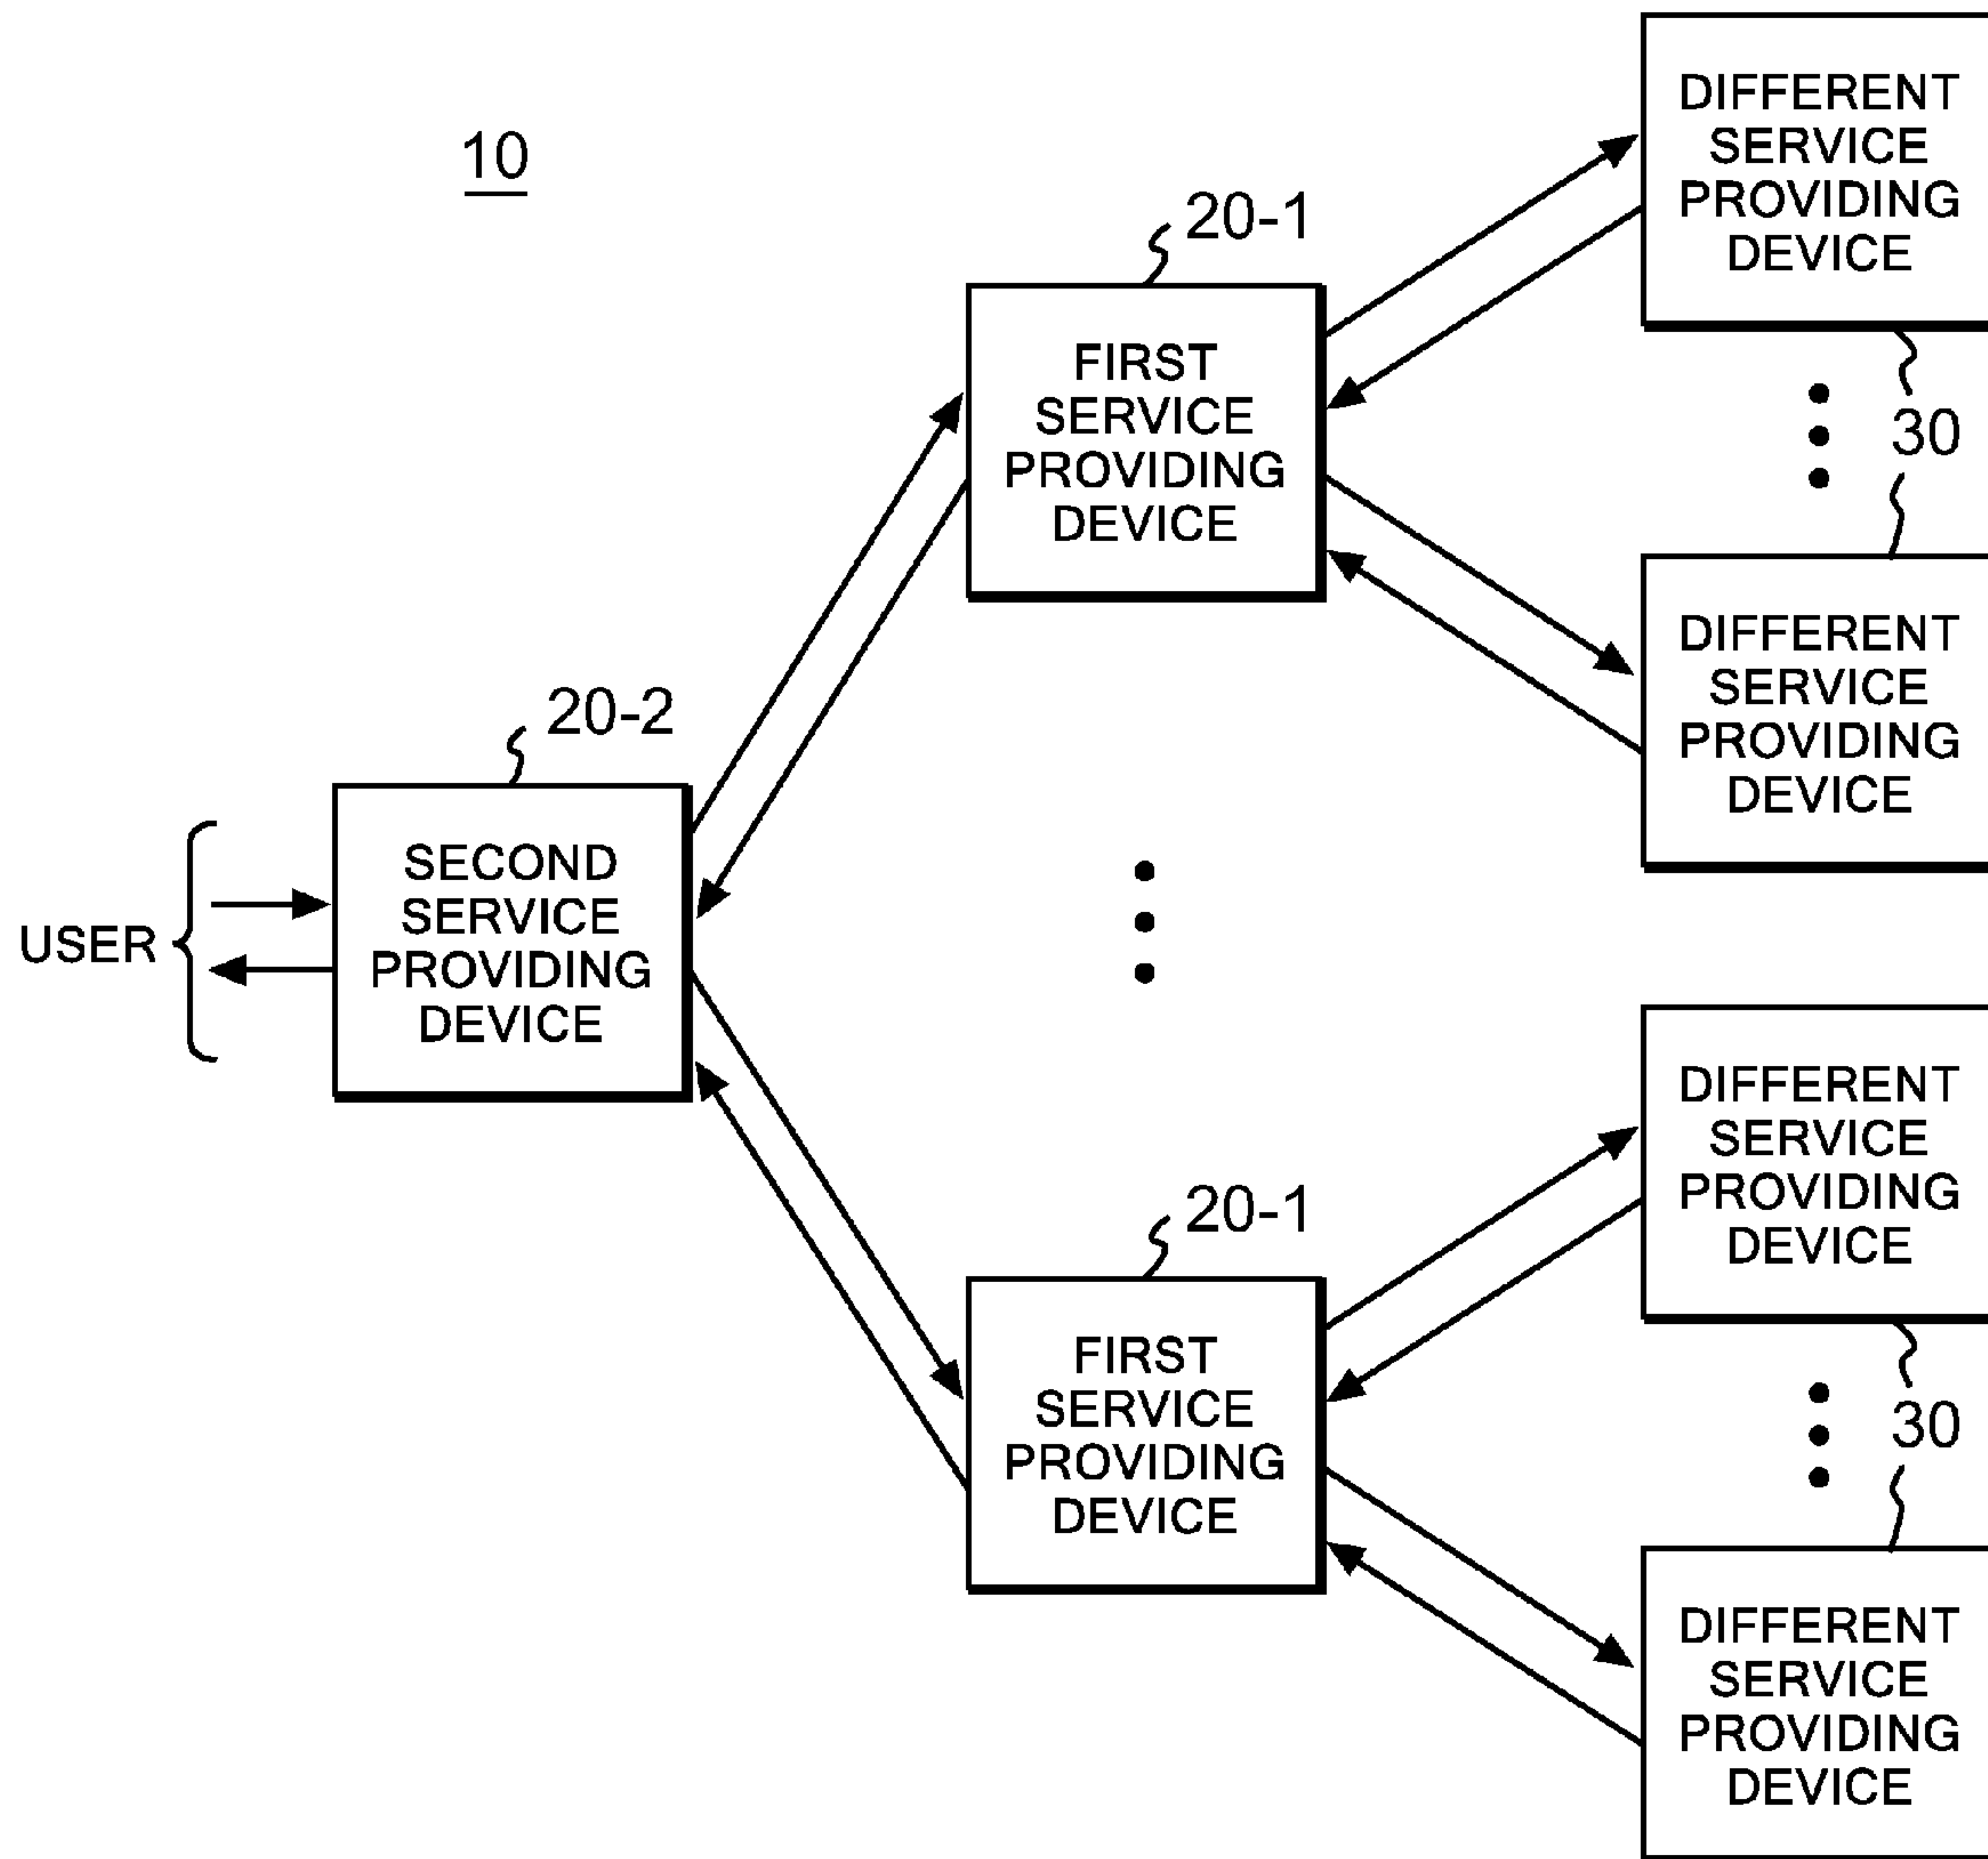 10
20-1
FIRST
SERVICE
PROVIDING
DEVICE
DIFFERENT
SERVICE
PROVIDING
DEVICE
30
DIFFERENT
SERVICE
PROVIDING
DEVICE
20-2
USER
SECOND
SERVICE
PROVIDING
DEVICE
20-1
FIRST
SERVICE
PROVIDING
DEVICE
DIFFERENT
SERVICE
PROVIDING
DEVICE
30
DIFFERENT
SERVICE
PROVIDING
DEVICE